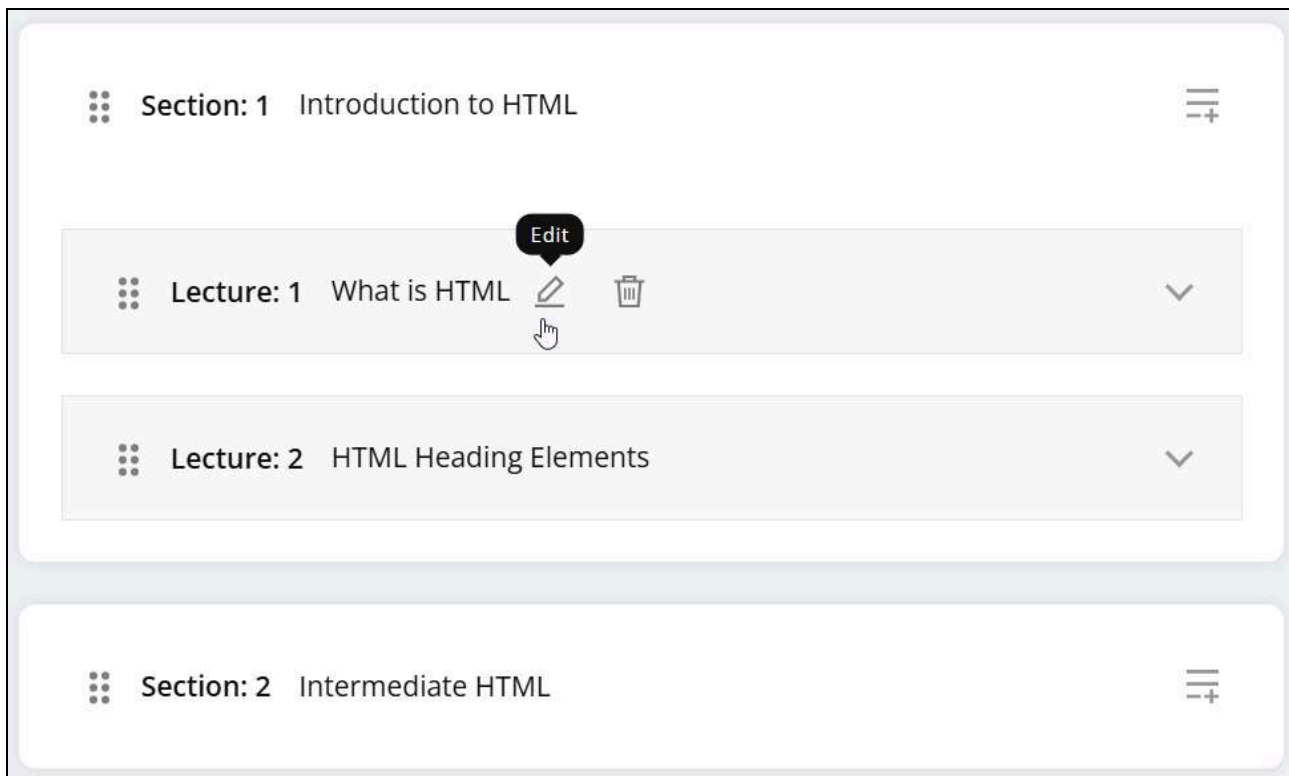 Section: 1 Introduction to HTML
Edit
Lecture: 1 What is HTML
Lecture: 2 HTML Heading Elements
Section: 2 Intermediate HTML